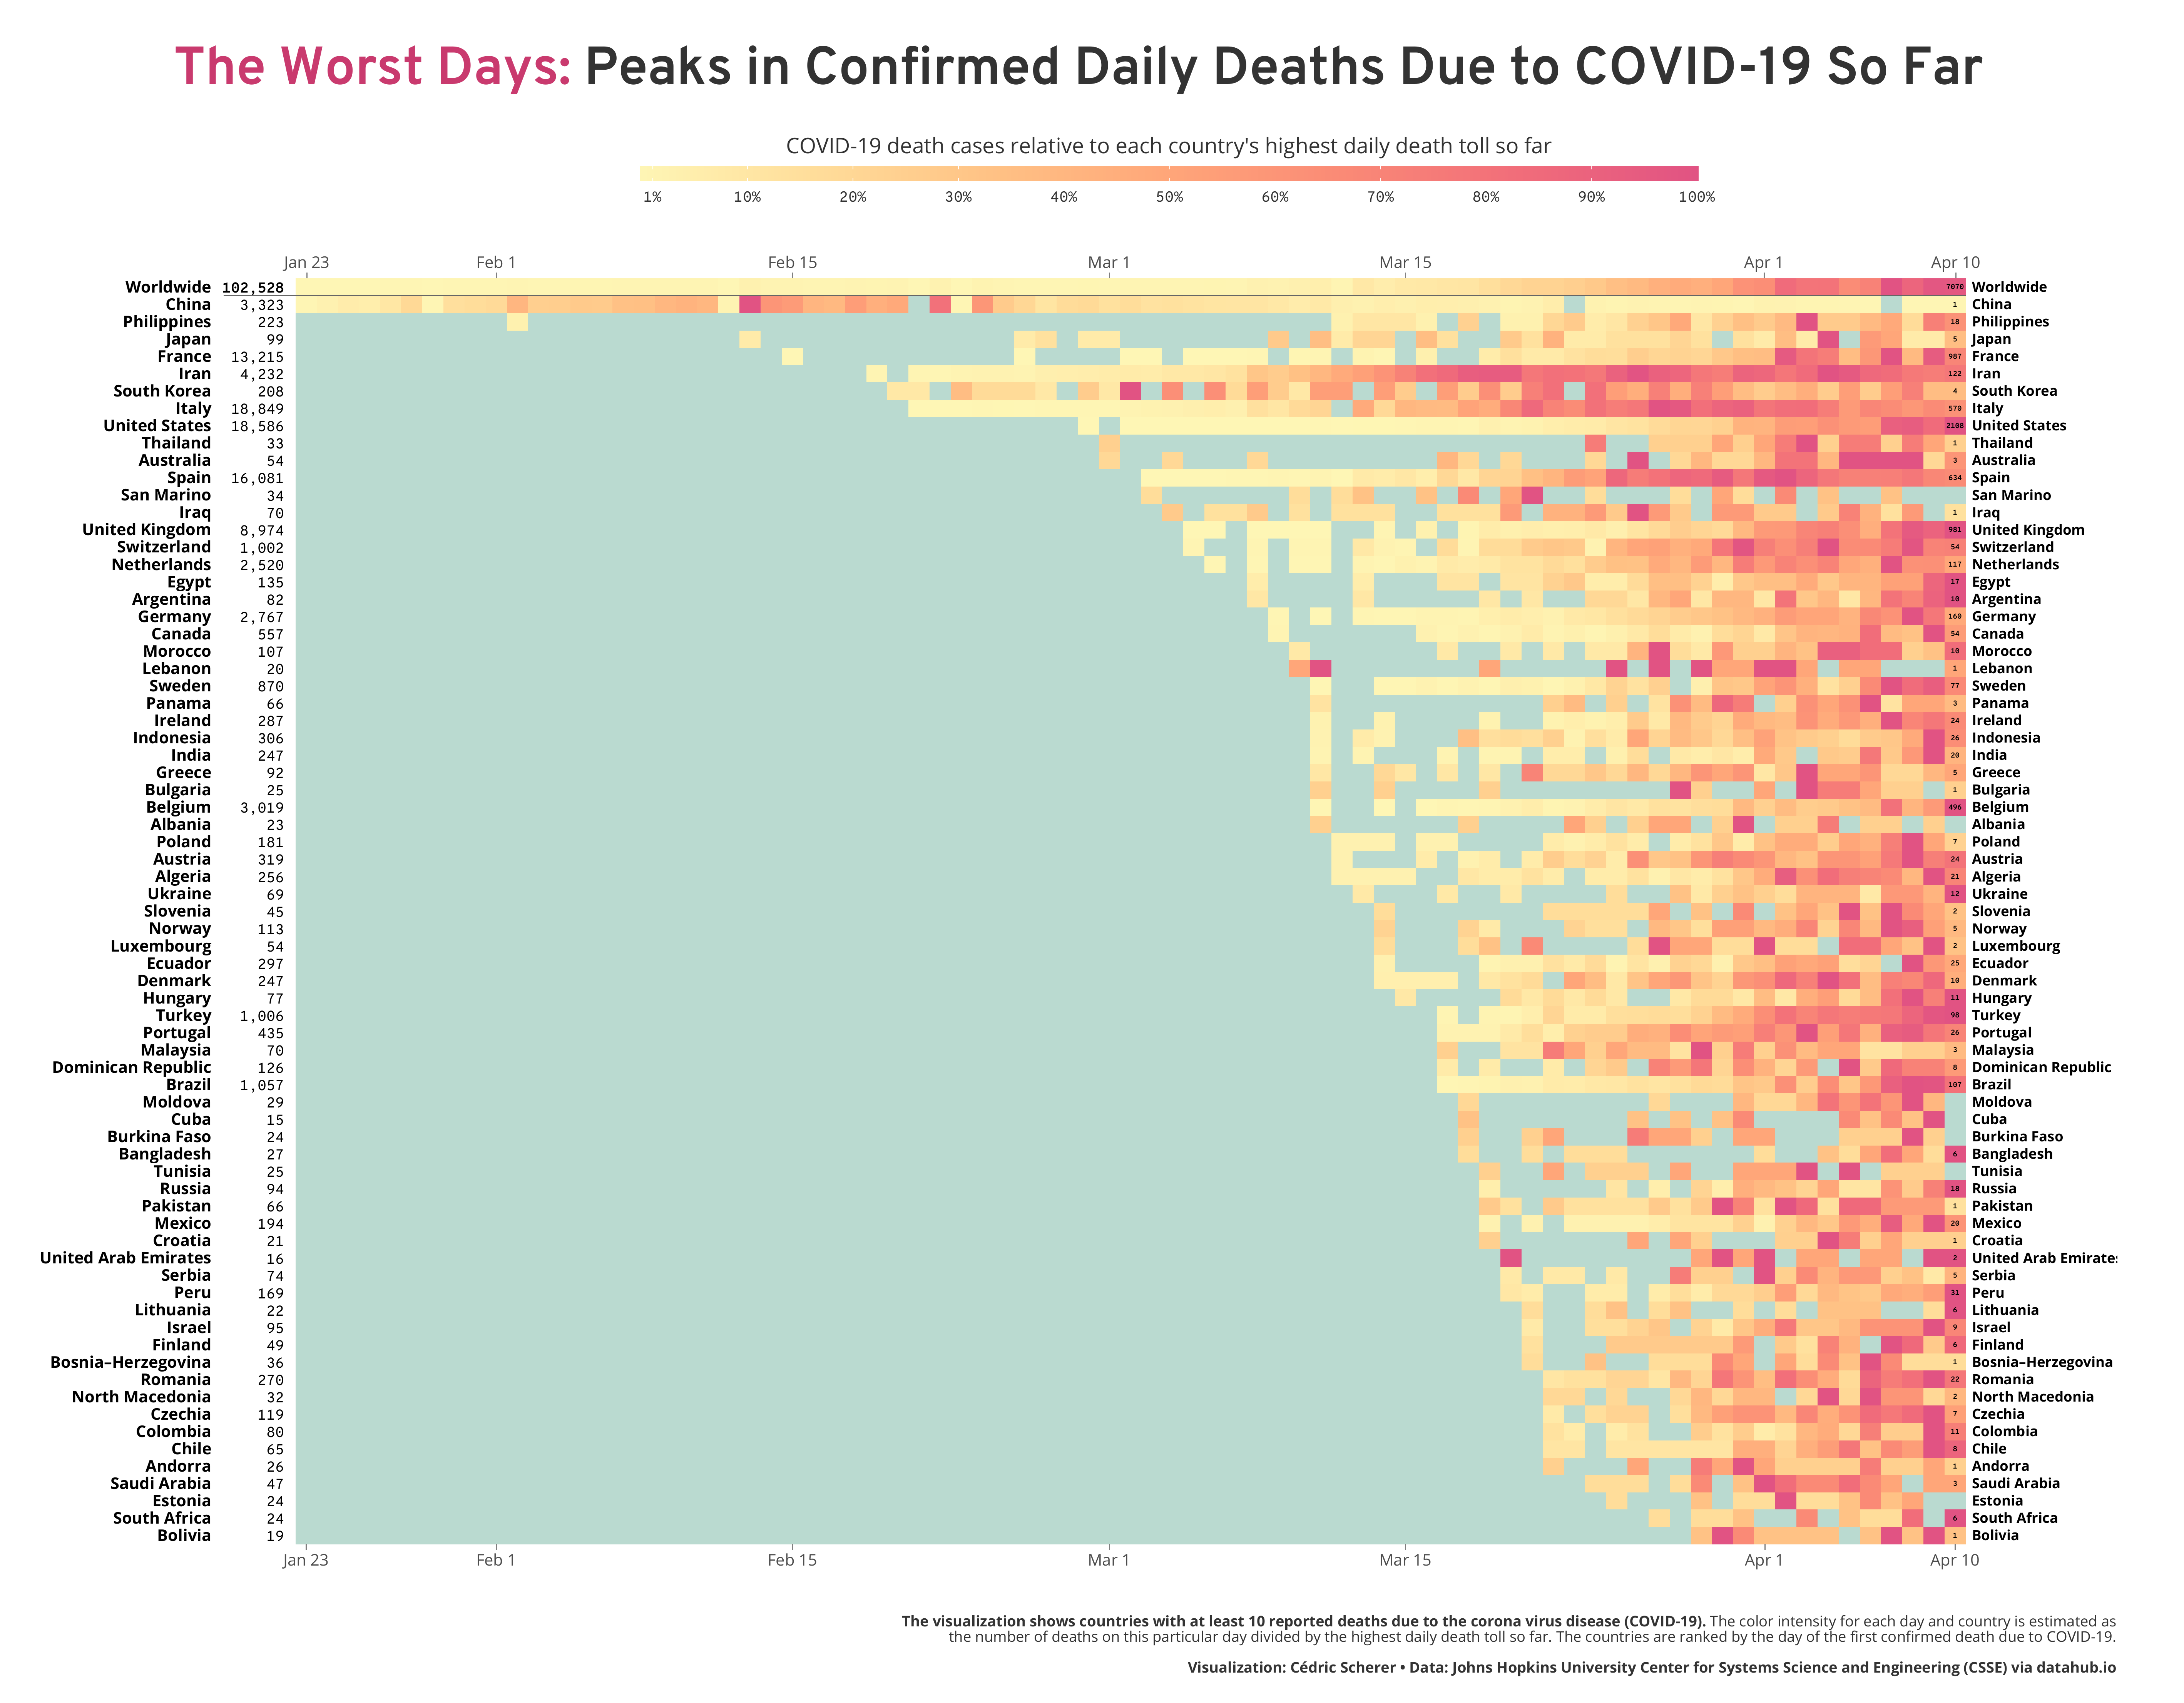 The Worst Days: Peaks in Confirmed Daily Deaths Due to COVID-19 So Far
COVID-19 death cases relative to each country's highest daily death toll so far
1% 10% 20% 30% 40% 50% 60% 70% 80% 90% 100%
Jan 23 Feb 1 Feb 15 Mar 1 Mar 15 Apr 1 Apr 10
Worldwide 102,528 7070 Worldwide
China 3,323 1 China
Philippines 223 18 Philippines
Japan 99 5 Japan
France 13,215 987 France
Iran 4,232 122 Iran
South Korea 208 4 South Korea
Italy 18,849 570 Italy
United States 18,586 2108 United States
Thailand 33 1 Thailand
Australia 54 3 Australia
Spain 16,081 634 Spain
San Marino 34 San Marino
Iraq 70 1 Iraq
United Kingdom 8,974 981 United Kingdom
Switzerland 1,002 54 Switzerland
Netherlands 2,520 117 Netherlands
Egypt 135 17 Egypt
Argentina 82 10 Argentina
Germany 2,767 160 Germany
Canada 557 54 Canada
Morocco 107 10 Morocco
Lebanon 20 1 Lebanon
Sweden 870 77 Sweden
Panama 66 3 Panama
Ireland 287 24 Ireland
Indonesia 306 26 Indonesia
India 247 20 India
Greece 92 5 Greece
Bulgaria 25 1 Bulgaria
Belgium 3,019 496 Belgium
Albania 23 Albania
Poland 181 7 Poland
Austria 319 24 Austria
Algeria 256 21 Algeria
Ukraine 69 12 Ukraine
Slovenia 45 2 Slovenia
Norway 113 5 Norway
Luxembourg 54 2 Luxembourg
Ecuador 297 25 Ecuador
Denmark 247 10 Denmark
Hungary 77 11 Hungary
Turkey 1,006 98 Turkey
Portugal 435 26 Portugal
Malaysia 70 3 Malaysia
Dominican Republic 126 8 Dominican Republic
Brazil 1,057 107 Brazil
Moldova 29 Moldova
Cuba 15 Cuba
Burkina Faso 24 Burkina Faso
Bangladesh 27 6 Bangladesh
Tunisia 25 Tunisia
Russia 94 18 Russia
Pakistan 66 1 Pakistan
Mexico 194 20 Mexico
Croatia 21 1 Croatia
United Arab Emirates 16 2 United Arab Emirates
Serbia 74 5 Serbia
Peru 169 31 Peru
Lithuania 22 6 Lithuania
Israel 95 9 Israel
Finland 49 6 Finland
Bosnia–Herzegovina 36 1 Bosnia–Herzegovina
Romania 270 22 Romania
North Macedonia 32 2 North Macedonia
Czechia 119 7 Czechia
Colombia 80 11 Colombia
Chile 65 8 Chile
Andorra 26 1 Andorra
Saudi Arabia 47 3 Saudi Arabia
Estonia 24 Estonia
South Africa 24 6 South Africa
Bolivia 19 1 Bolivia
Jan 23 Feb 1 Feb 15 Mar 1 Mar 15 Apr 1 Apr 10
The visualization shows countries with at least 10 reported deaths due to the corona virus disease (COVID-19). The color intensity for each day and country is estimated as
the number of deaths on this particular day divided by the highest daily death toll so far. The countries are ranked by the day of the first confirmed death due to COVID-19.
Visualization: Cédric Scherer • Data: Johns Hopkins University Center for Systems Science and Engineering (CSSE) via datahub.io